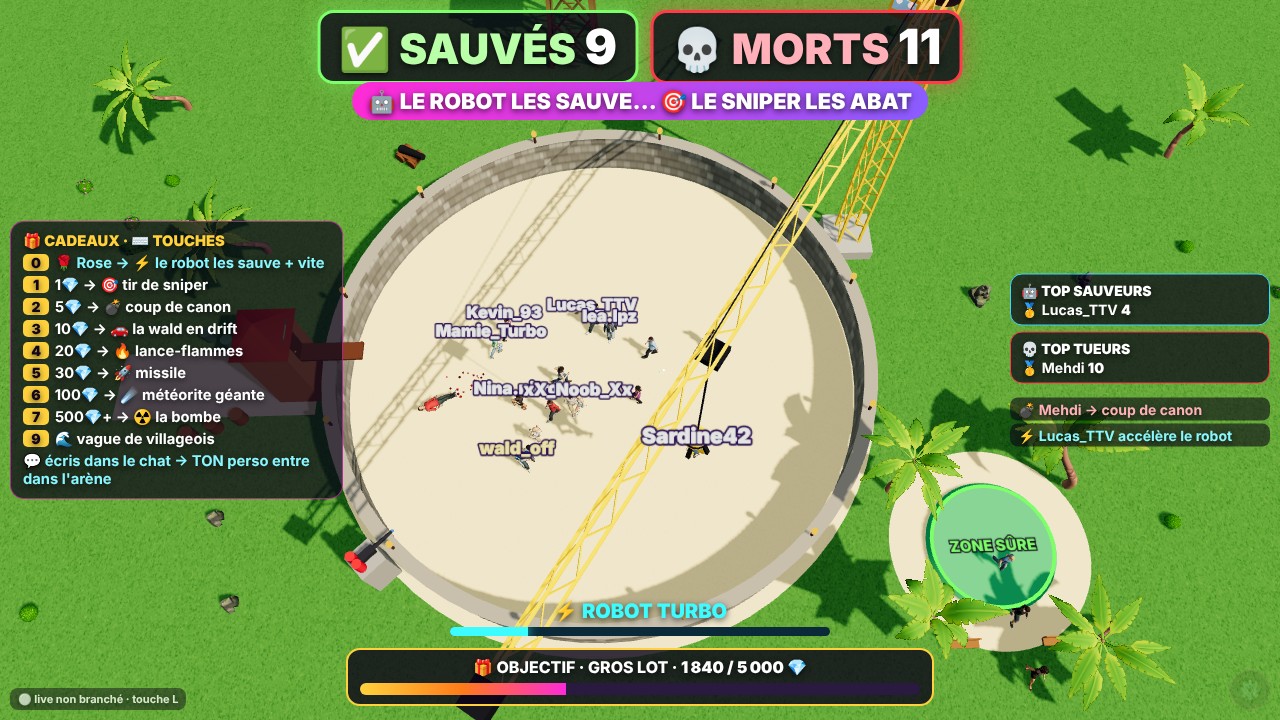 ✅ SAUVÉS 9
💀 MORTS 11
🤖 LE ROBOT LES SAUVE... 🎯 LE SNIPER LES ABAT
🎁 CADEAUX · ⌨️ TOUCHES
0 🌹 Rose → ⚡ le robot les sauve + vite
1 1💎 → 🎯 tir de sniper
2 5💎 → 💣 coup de canon
3 10💎 → 🚗 la wald en drift
4 20💎 → 🔥 lance-flammes
5 30💎 → 🚀 missile
6 100💎 → ☄️ météorite géante
7 500💎+ → ☢️ la bombe
9 🌊 vague de villageois
💬 écris dans le chat → TON perso entre
dans l'arène
Kevin_93
Lucas_TTV
lea.lpz
Mamie_Turbo
Noob_Xx
wald_off
Sardine42
🤖 TOP SAUVEURS
🥇 Lucas_TTV 4
💀 TOP TUEURS
🥇 Mehdi 10
💣 Mehdi → coup de canon
⚡ Lucas_TTV accélère le robot
ZONE SÛRE
⚡ ROBOT TURBO
🎁 OBJECTIF · GROS LOT · 1 840 / 5 000 💎
live non branché · touche L